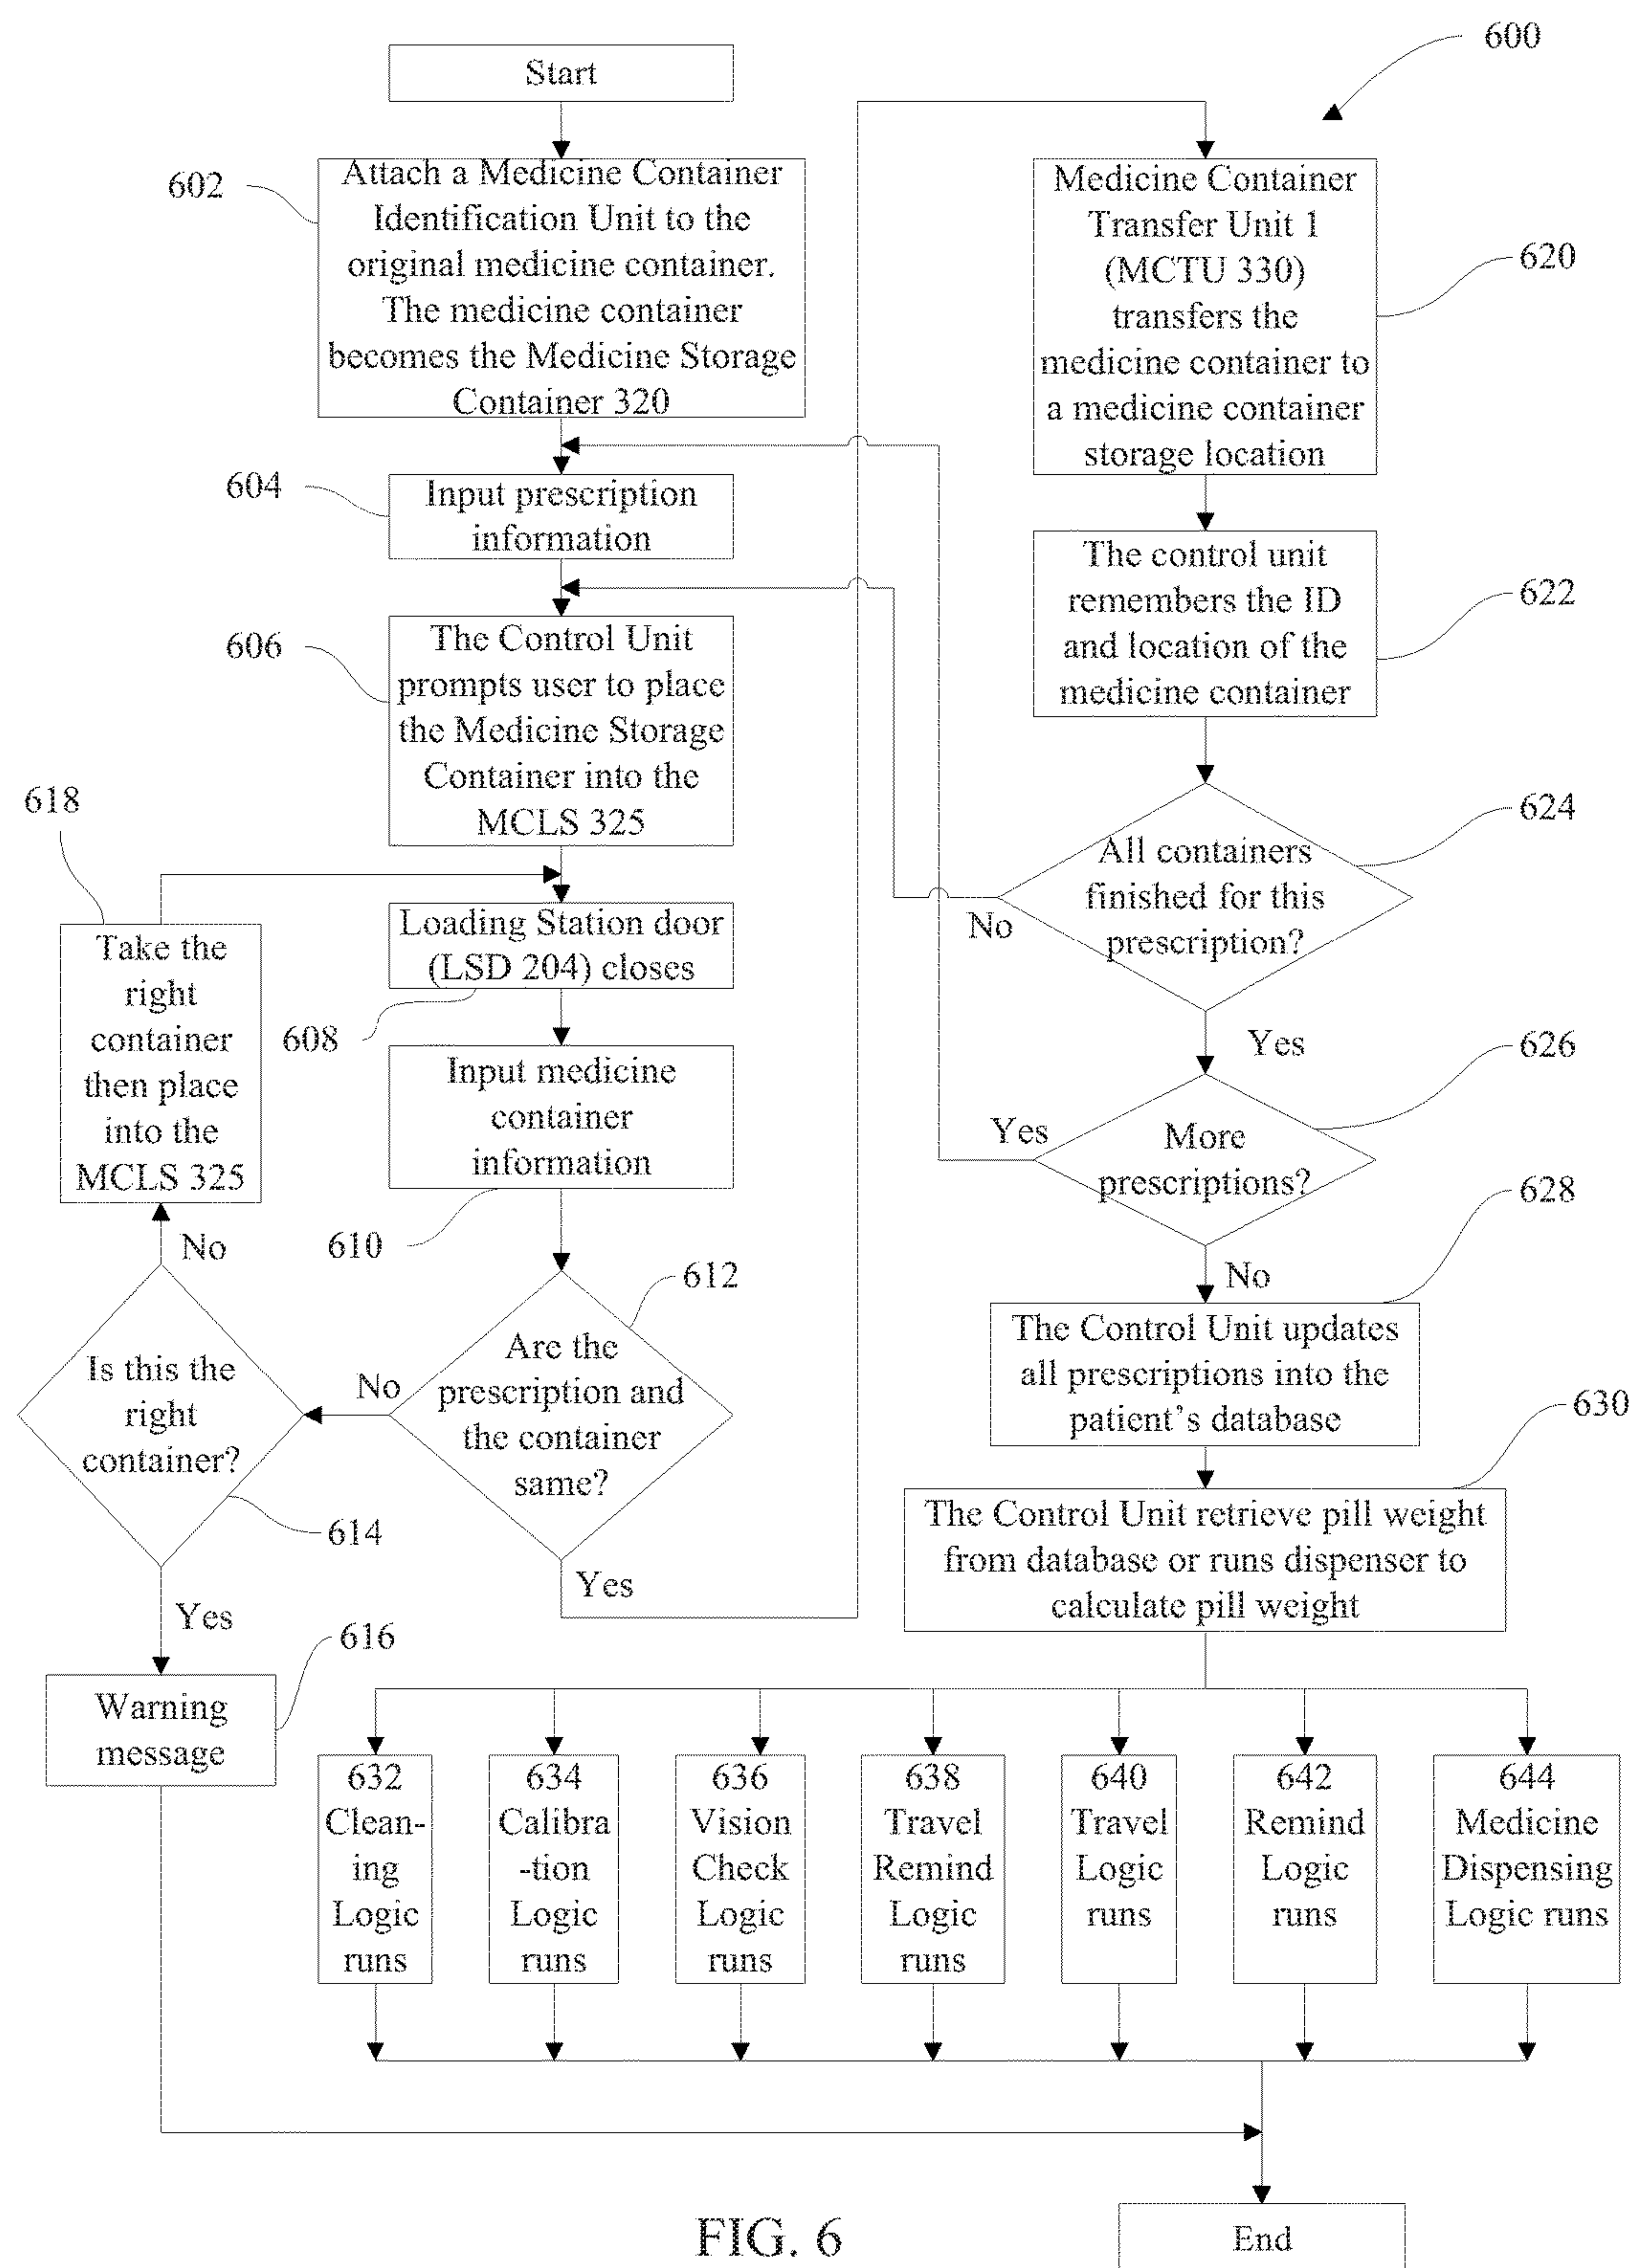 600
Start
602
Attach a Medicine Container
Identification Unit to the
original medicine container.
The medicine container
becomes the Medicine Storage
Container 320
604
Input prescription
information
606
The Control Unit
prompts user to place
the Medicine Storage
Container into the
MCLS 325
618
Take the
right
container
then place
into the
MCLS 325
Loading Station door
(LSD 204) closes
608
Input medicine
container
information
610
612
Are the
prescription and
the container
same?
No
Yes
Is this the
right
container?
No
614
Yes
616
Warning
message
Medicine Container
Transfer Unit 1
(MCTU 330)
transfers the
medicine container to
a medicine container
storage location
620
The control unit
remembers the ID
and location of the
medicine container
622
624
All containers
finished for this
prescription?
No
Yes
626
More
prescriptions?
Yes
No
628
The Control Unit updates
all prescriptions into the
patient's database
630
The Control Unit retrieve pill weight
from database or runs dispenser to
calculate pill weight
632
Clean-
ing
Logic
runs
634
Calibra
-tion
Logic
runs
636
Vision
Check
Logic
runs
638
Travel
Remind
Logic
runs
640
Travel
Logic
runs
642
Remind
Logic
runs
644
Medicine
Dispensing
Logic runs
End
FIG. 6